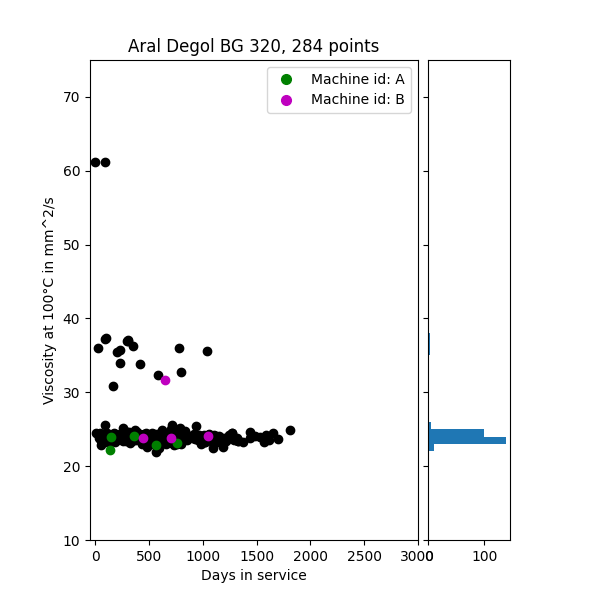 Aral Degol BG 320, 284 points
Machine id: A
Machine id: B
70
60
50
40
30
20
10
Viscosity at 100°C in mm^2/s
0 500 1000 1500 2000 2500 3000
0 100
Days in service